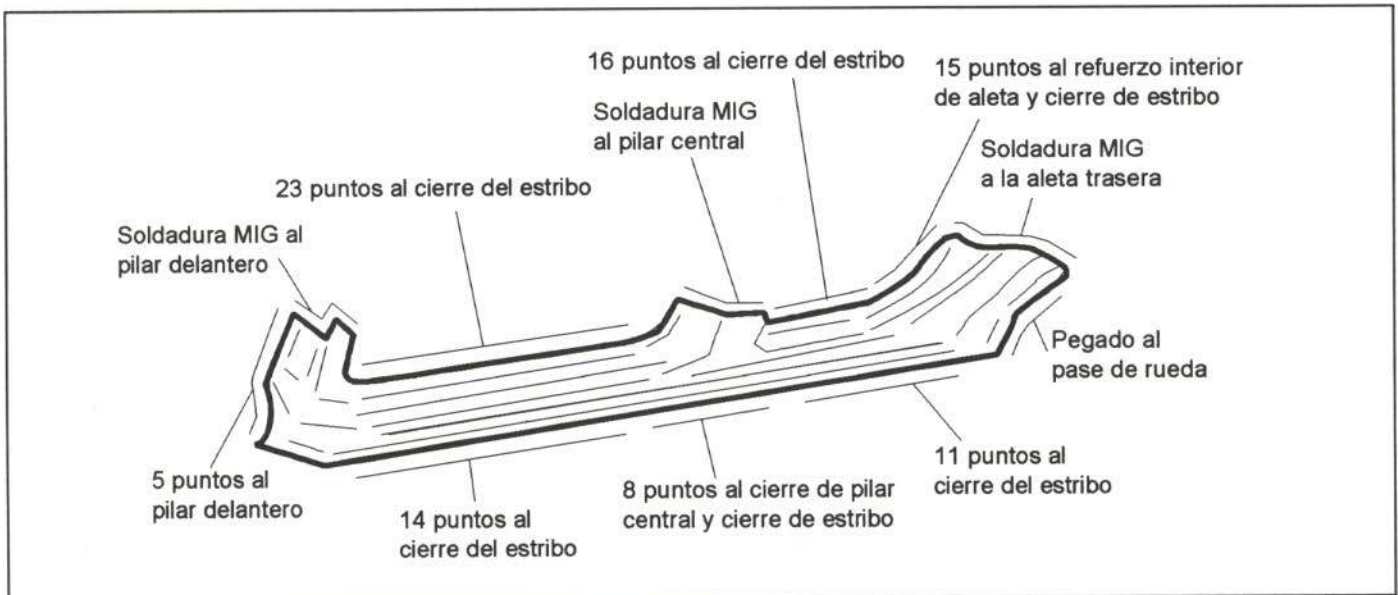 16 puntos al cierre del estribo
15 puntos al refuerzo interior
de aleta y cierre de estribo
Soldadura MIG
al pilar central
Soldadura MIG
a la aleta trasera
23 puntos al cierre del estribo
Soldadura MIG al
pilar delantero
Pegado al
pase de rueda
5 puntos al
pilar delantero
14 puntos al
cierre del estribo
8 puntos al cierre de pilar
central y cierre de estribo
11 puntos al
cierre del estribo